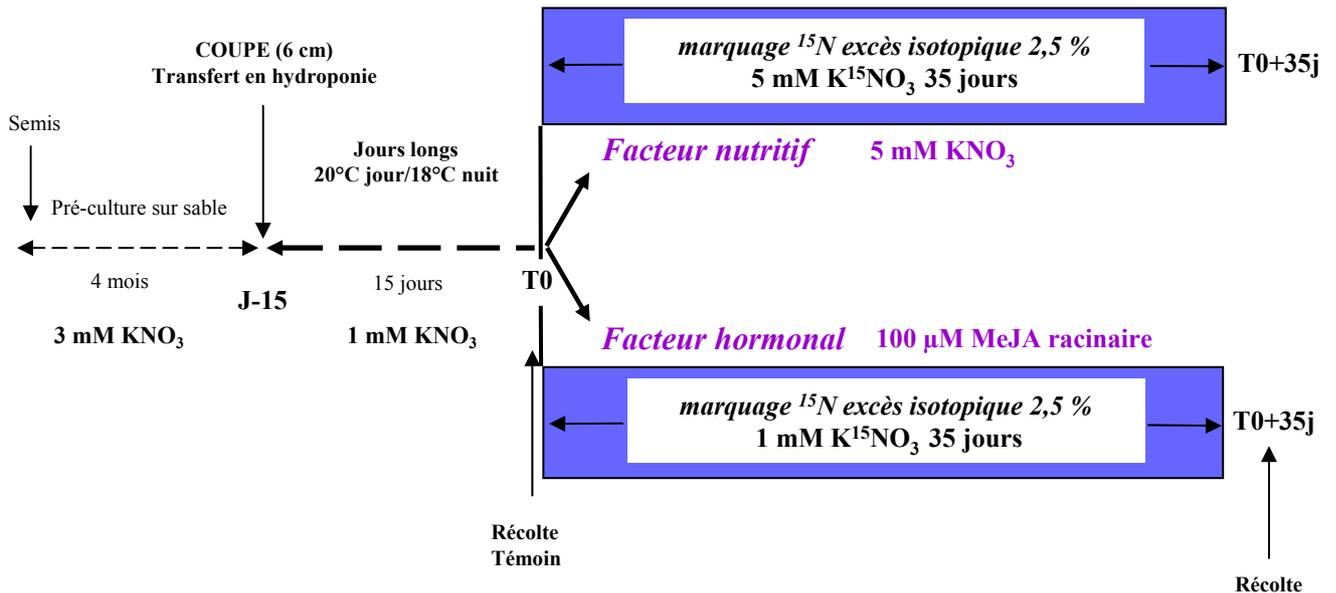 COUPE (6 cm)
Transfert en hydroponie
Semis
Pré-culture sur sable
4 mois
3 mM KNO₃
J-15
Jours longs
20°C jour/18°C nuit
15 jours
1 mM KNO₃
T0
marquage ¹⁵N excès isotopique 2,5 %
5 mM K¹⁵NO₃ 35 jours
T0+35j
Facteur nutritif 5 mM KNO₃
Facteur hormonal 100 µM MeJA racinaire
marquage ¹⁵N excès isotopique 2,5 %
1 mM K¹⁵NO₃ 35 jours
T0+35j
Récolte
Témoin
Récolte